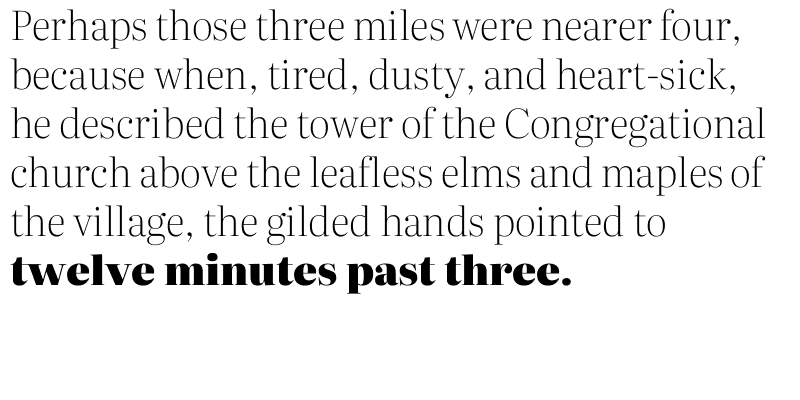 Perhaps those three miles were nearer four,
because when, tired, dusty, and heart-sick,
he described the tower of the Congregational
church above the leafless elms and maples of
the village, the gilded hands pointed to
twelve minutes past three.